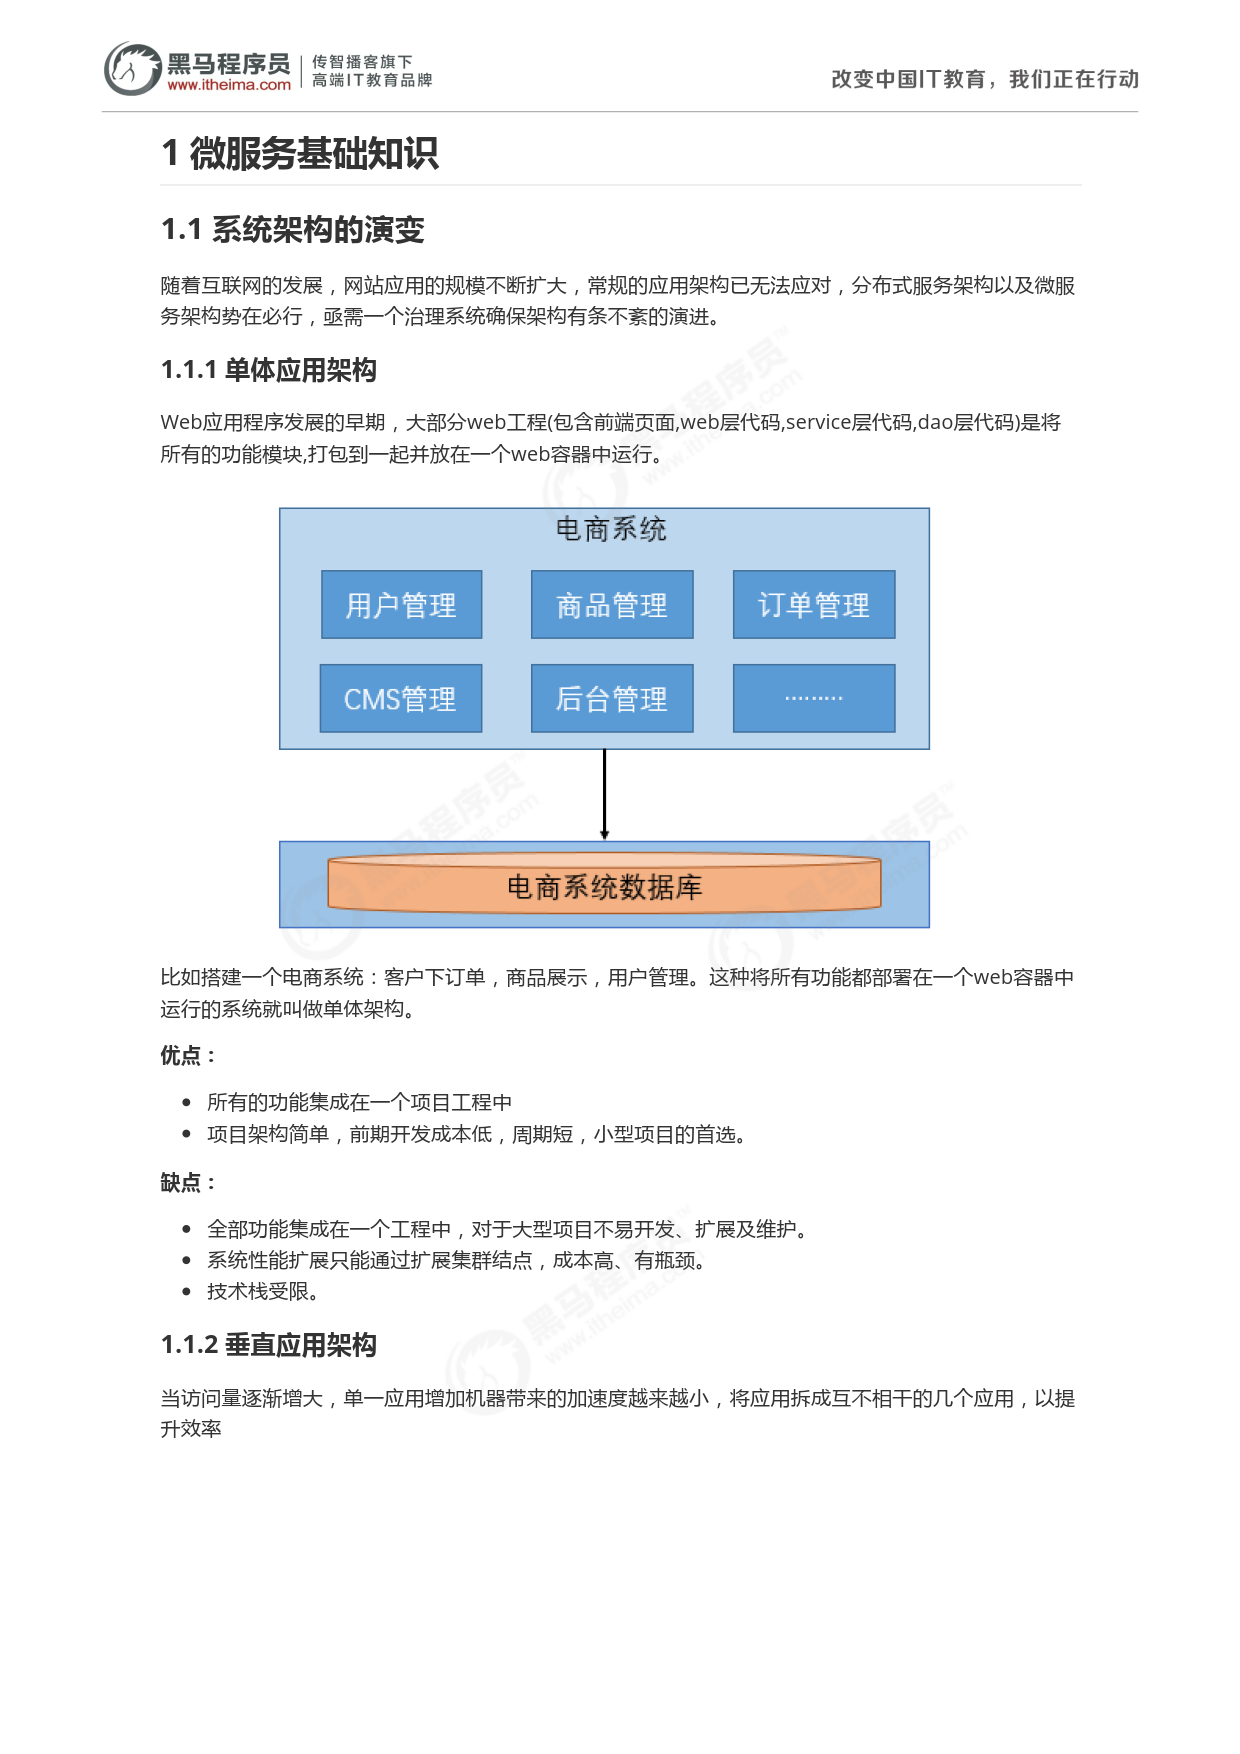 黑马程序员
www.itheima.com
传智播客旗下
高端IT教育品牌
改变中国IT教育，我们正在行动
1 微服务基础知识
1.1 系统架构的演变
随着互联网的发展，网站应用的规模不断扩大，常规的应用架构已无法应对，分布式服务架构以及微服
务架构势在必行，亟需一个治理系统确保架构有条不紊的演进。
1.1.1 单体应用架构
Web应用程序发展的早期，大部分web工程(包含前端页面,web层代码,service层代码,dao层代码)是将
所有的功能模块,打包到一起并放在一个web容器中运行。
电商系统
用户管理
商品管理
订单管理
CMS管理
后台管理
·········
电商系统数据库
比如搭建一个电商系统：客户下订单，商品展示，用户管理。这种将所有功能都部署在一个web容器中
运行的系统就叫做单体架构。
优点：
• 所有的功能集成在一个项目工程中
• 项目架构简单，前期开发成本低，周期短，小型项目的首选。
缺点：
• 全部功能集成在一个工程中，对于大型项目不易开发、扩展及维护。
• 系统性能扩展只能通过扩展集群结点，成本高、有瓶颈。
• 技术栈受限。
1.1.2 垂直应用架构
当访问量逐渐增大，单一应用增加机器带来的加速度越来越小，将应用拆成互不相干的几个应用，以提
升效率